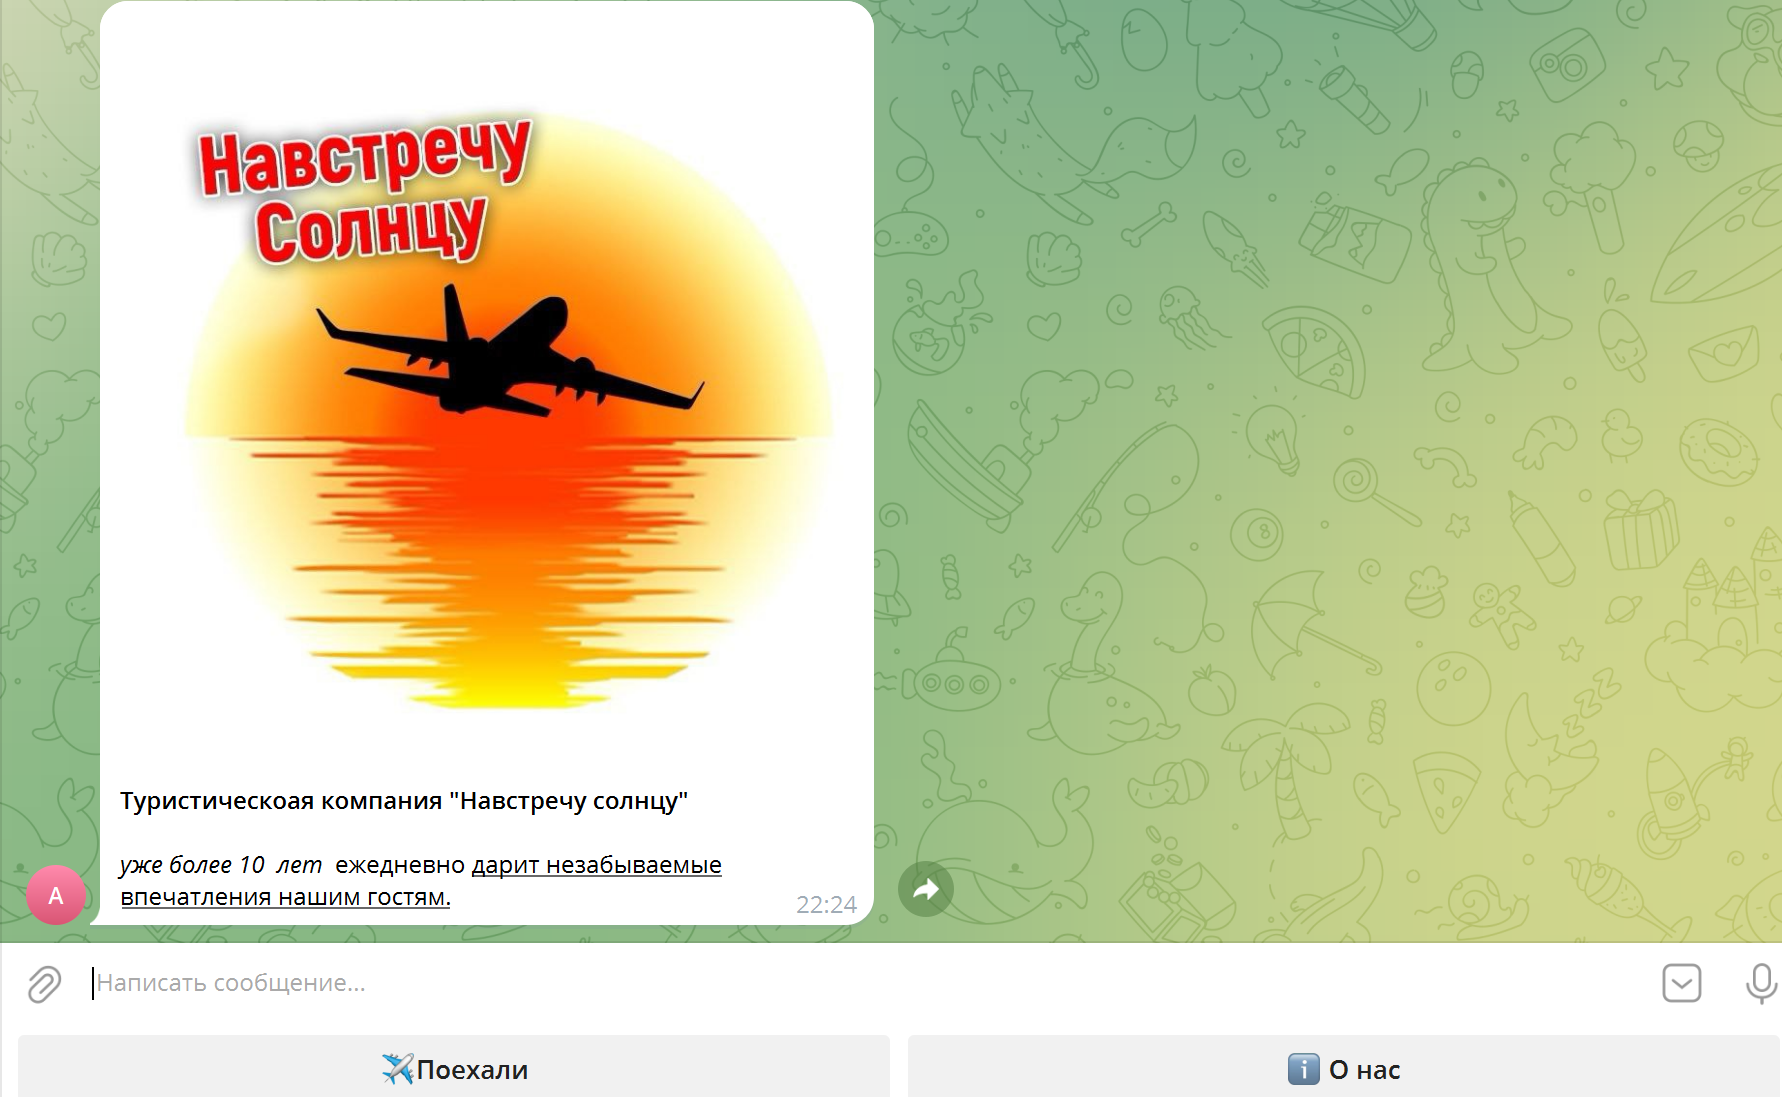 Навстречу
Солнцу
Туристическоая компания "Навстречу солнцу"
уже более 10 лет ежедневно дарит незабываемые
впечатления нашим гостям.
22:24
A
Написать сообщение...
✈️Поехали
ℹ️ О нас